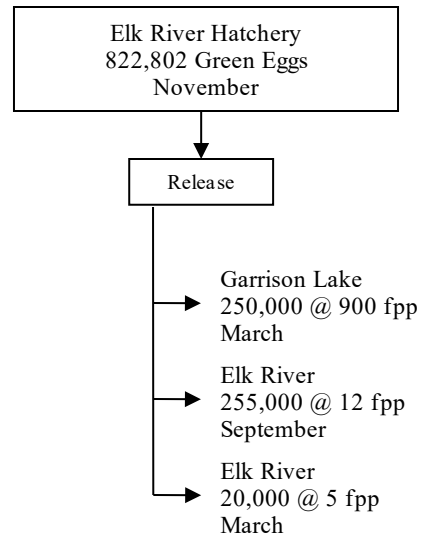 Elk River Hatchery
822,802 Green Eggs
November
Release
Garrison Lake
250,000 @ 900 fpp
March
Elk River
255,000 @ 12 fpp
September
Elk River
20,000 @ 5 fpp
March